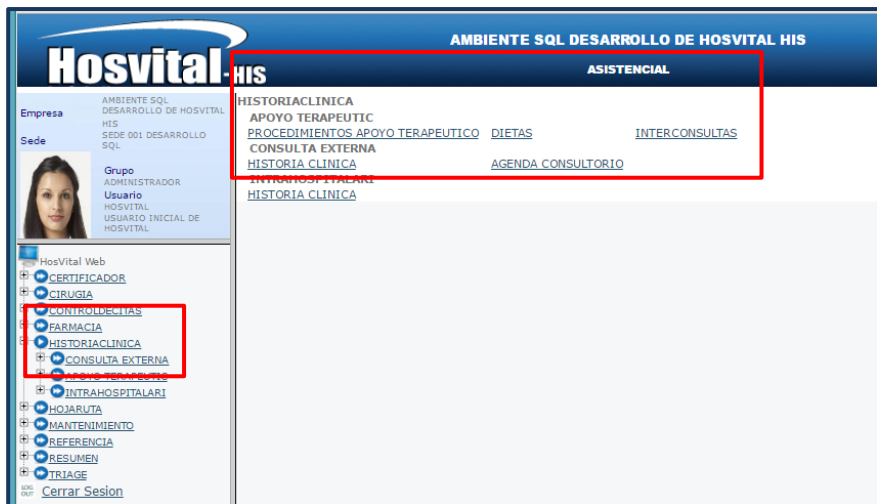 Hosvital-HIS
AMBIENTE SQL DESARROLLO DE HOSVITAL HIS
ASISTENCIAL
Empresa
AMBIENTE SQL
DESARROLLO DE HOSVITAL
HIS
Sede
SEDE 001 DESARROLLO
SQL
Grupo
ADMINISTRADOR
Usuario
HOSVITAL
USUARIO INICIAL DE
HOSVITAL
HISTORIACLINICA
APOYO TERAPEUTIC
PROCEDIMIENTOS APOYO TERAPEUTICO DIETAS INTERCONSULTAS
CONSULTA EXTERNA
HISTORIA CLINICA AGENDA CONSULTORIO
INTRAHOSPITALARI
HISTORIA CLINICA
HosVital Web
CERTIFICADOR
CIRUGIA
CONTROLDECITAS
FARMACIA
HISTORIACLINICA
CONSULTA EXTERNA
APOYO TERAPEUTIC
INTRAHOSPITALARI
HOJARUTA
MANTENIMIENTO
REFERENCIA
RESUMEN
TRIAGE
LOG
OUT Cerrar Sesion